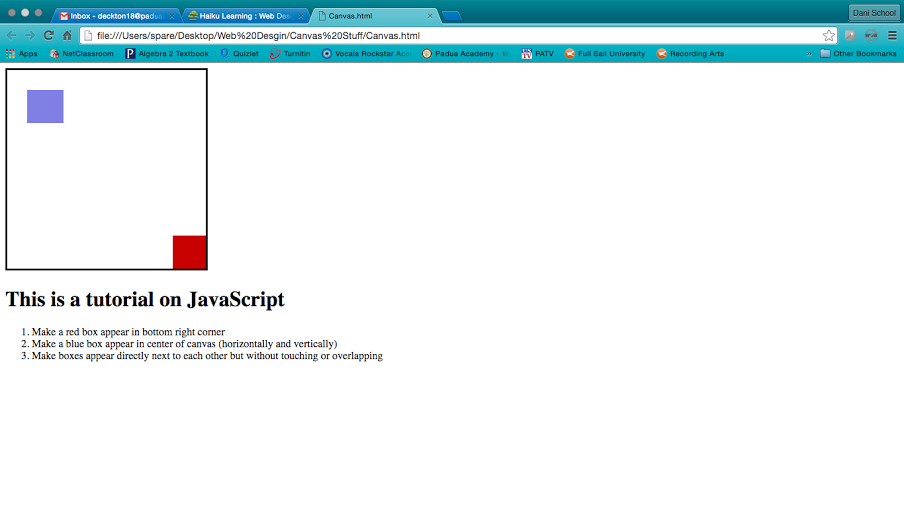 Inbox - deckton18@padua
Haiku Learning : Web Desi
Canvas.html
Dani School
file:///Users/spare/Desktop/Web%20Desgin/Canvas%20Stuff/Canvas.html
Apps NetClassroom Algebra 2 Textbook Quizlet Turnitin Vocals Rockstar Aca Padua Academy - W PATV Full Sail University Recording Arts » Other Bookmarks
This is a tutorial on JavaScript
1. Make a red box appear in bottom right corner
2. Make a blue box appear in center of canvas (horizontally and vertically)
3. Make boxes appear directly next to each other but without touching or overlapping